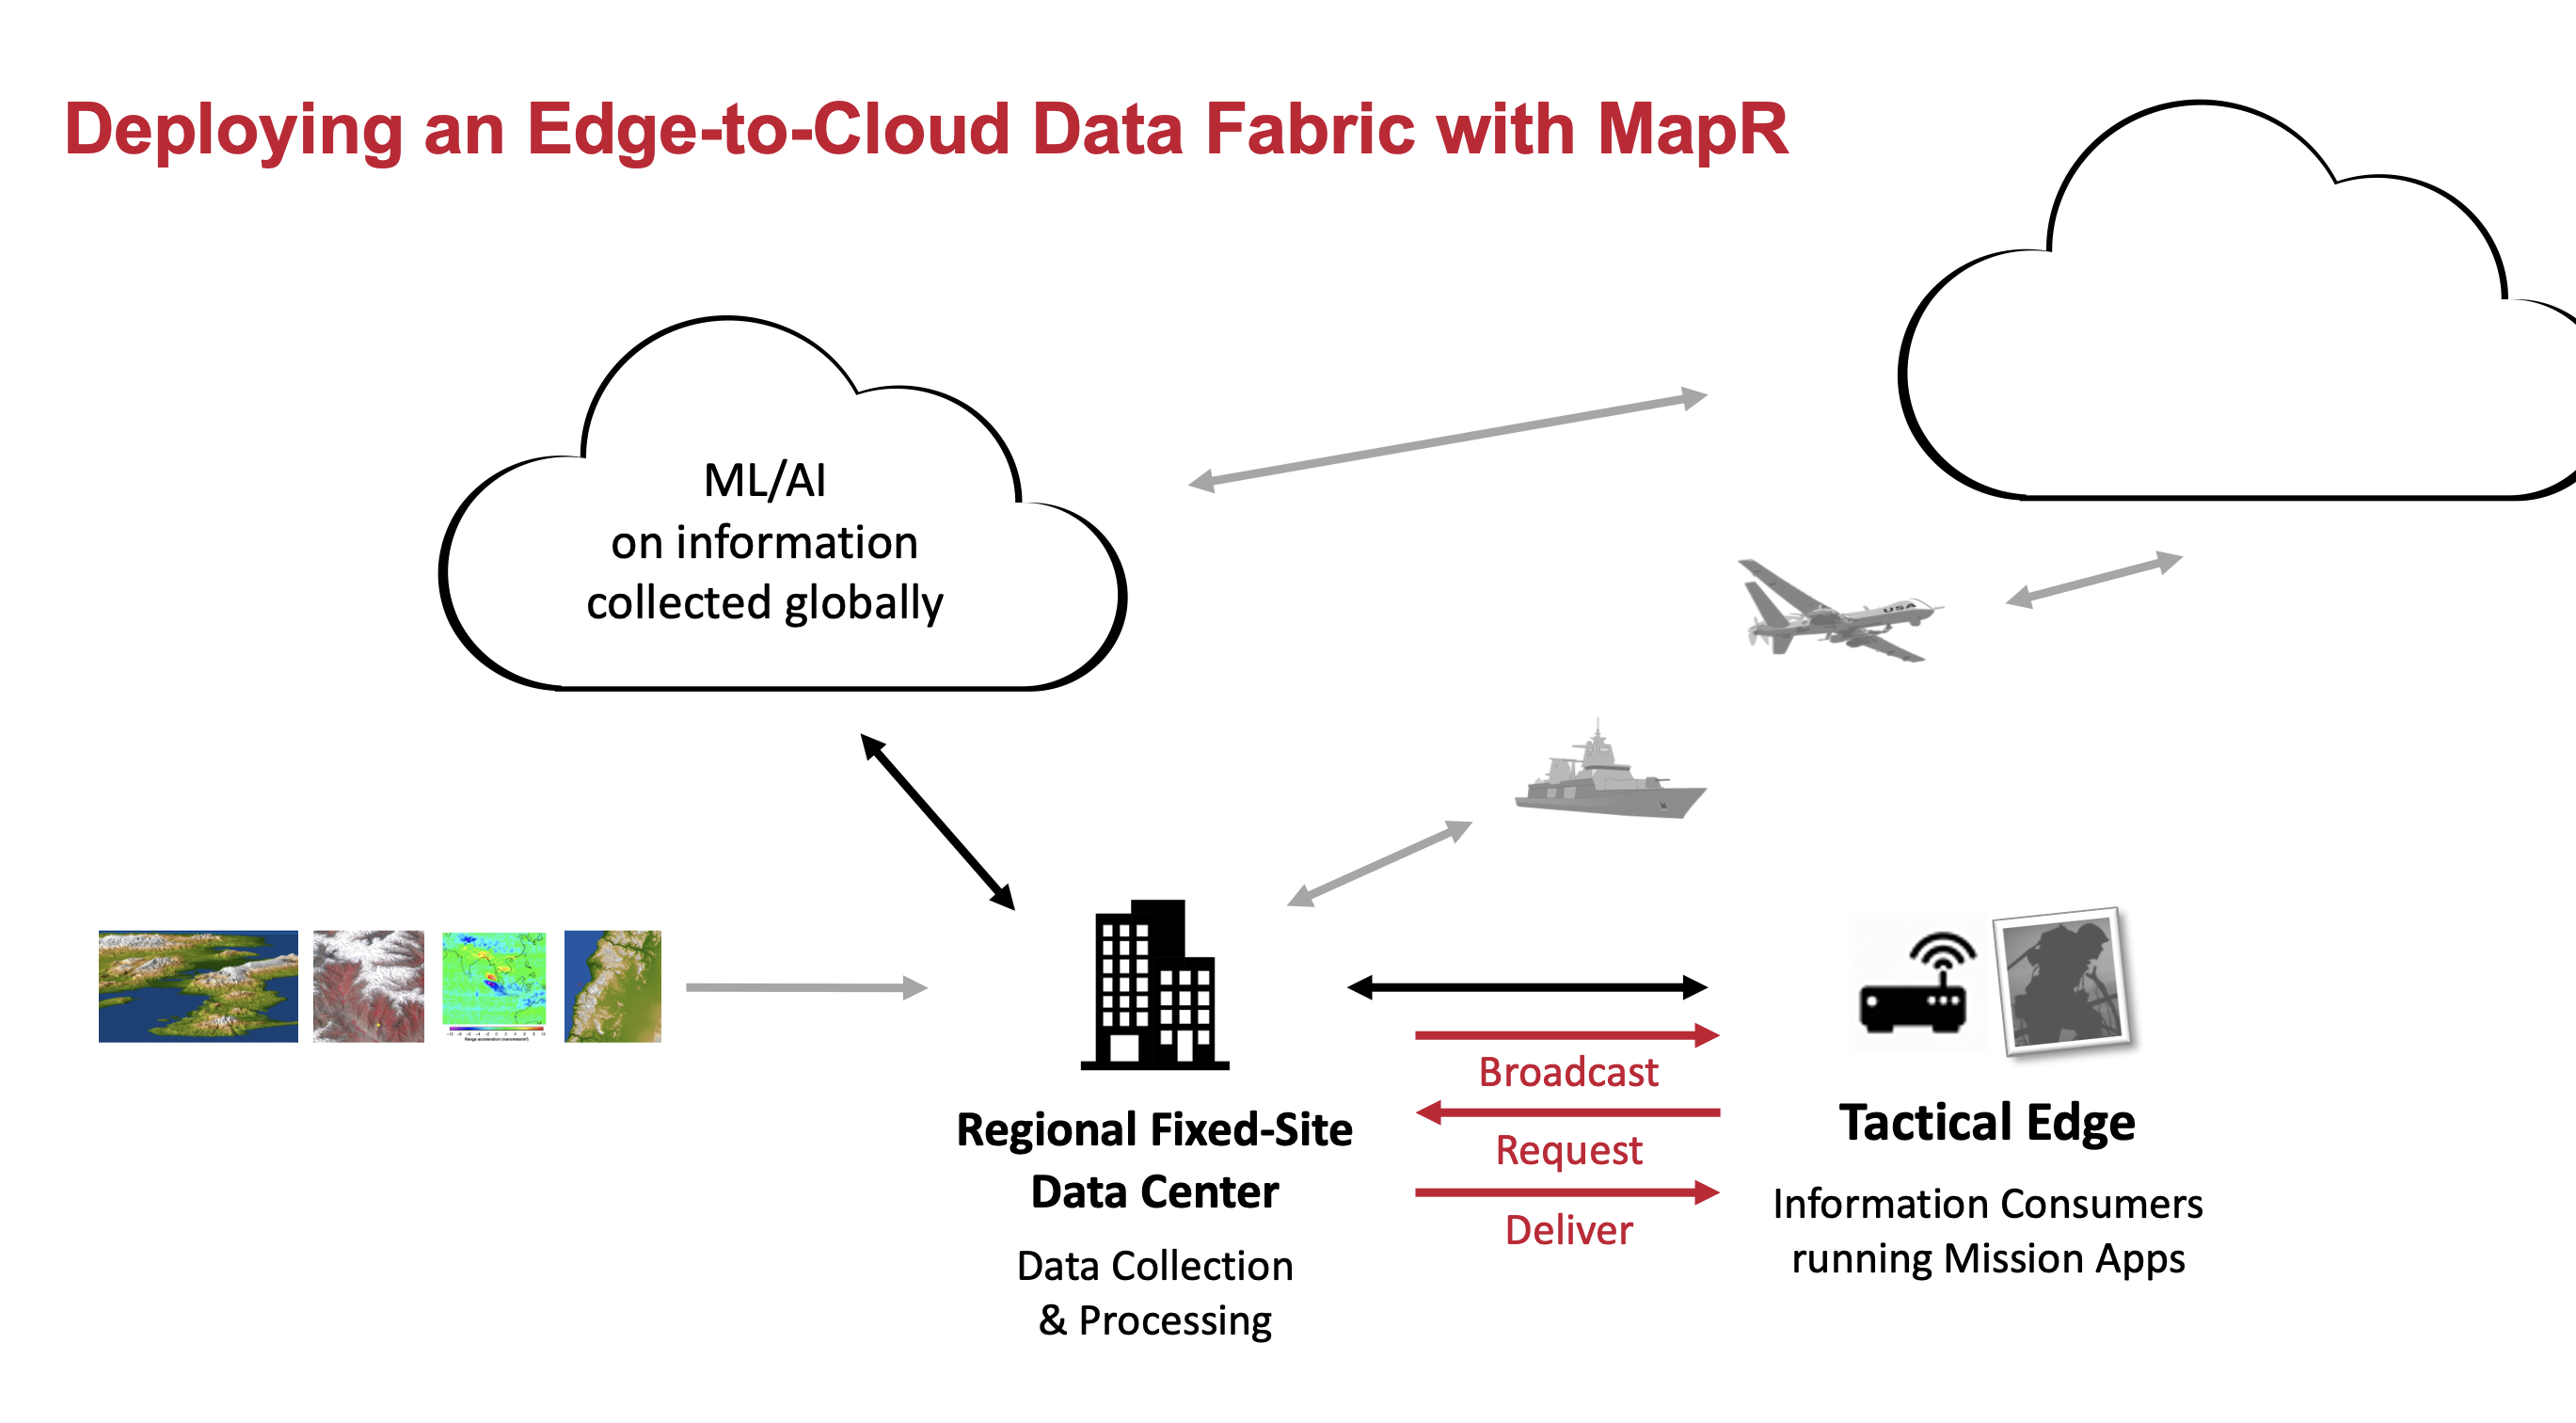 Deploying an Edge-to-Cloud Data Fabric with MapR
ML/AI
on information
collected globally
USA
Broadcast
Request
Deliver
Regional Fixed-Site
Data Center
Data Collection
& Processing
Tactical Edge
Information Consumers
running Mission Apps